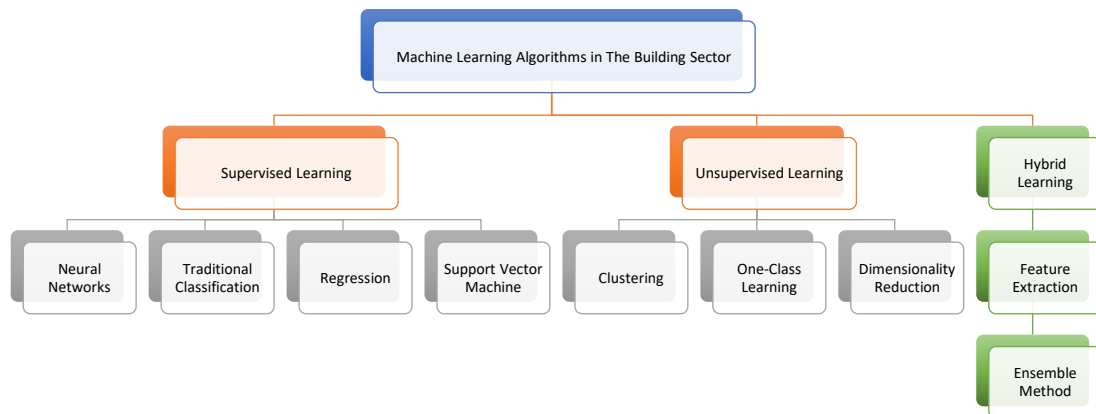 Machine Learning Algorithms in The Building Sector
Supervised Learning
Unsupervised Learning
Hybrid
Learning
Neural
Networks
Traditional
Classification
Regression
Support Vector
Machine
Clustering
One-Class
Learning
Dimensionality
Reduction
Feature
Extraction
Ensemble
Method